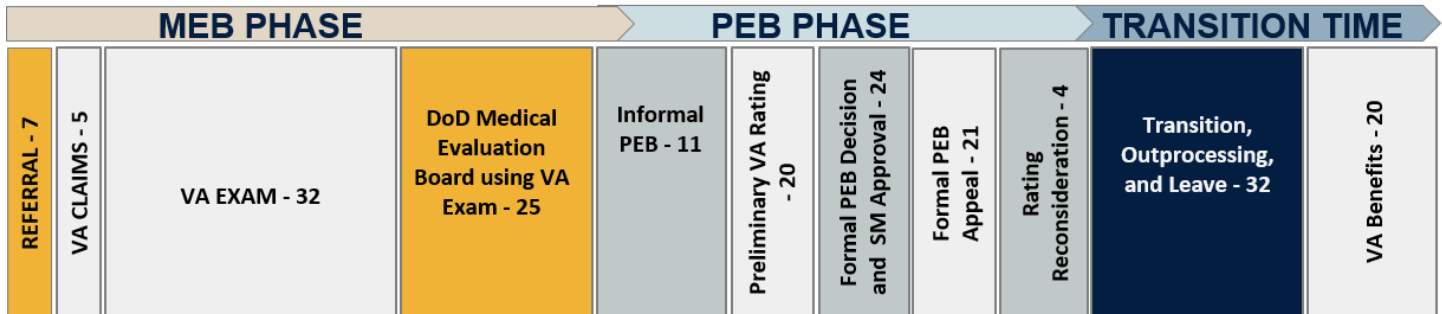 MEB PHASE
PEB PHASE
TRANSITION TIME
REFERRAL - 7
VA CLAIMS - 5
VA EXAM - 32
DoD Medical
Evaluation
Board using VA
Exam - 25
Informal
PEB - 11
Preliminary VA Rating
- 20
Formal PEB Decision
and SM Approval - 24
Formal PEB
Appeal - 21
Rating
Reconsideration - 4
Transition,
Outprocessing,
and Leave - 32
VA Benefits - 20